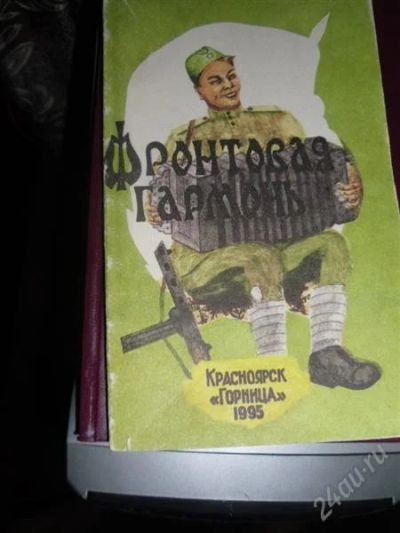 Фронтовая
гармонь
Красноярск
«Горница»
1995
24au.ru